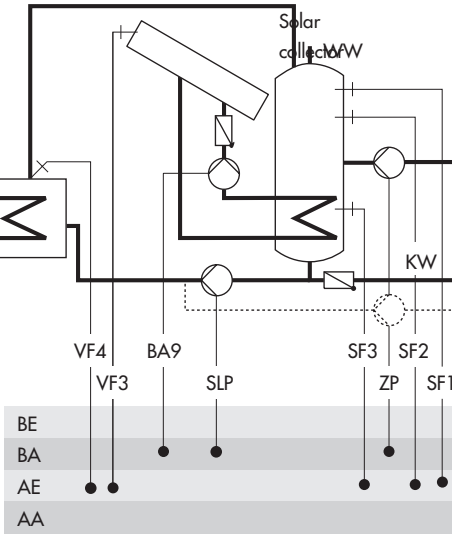 Solar
collector WW
KW
VF4 BA9 SF3 SF2
VF3 SLP ZP SF1
BE
BA
AE
AA